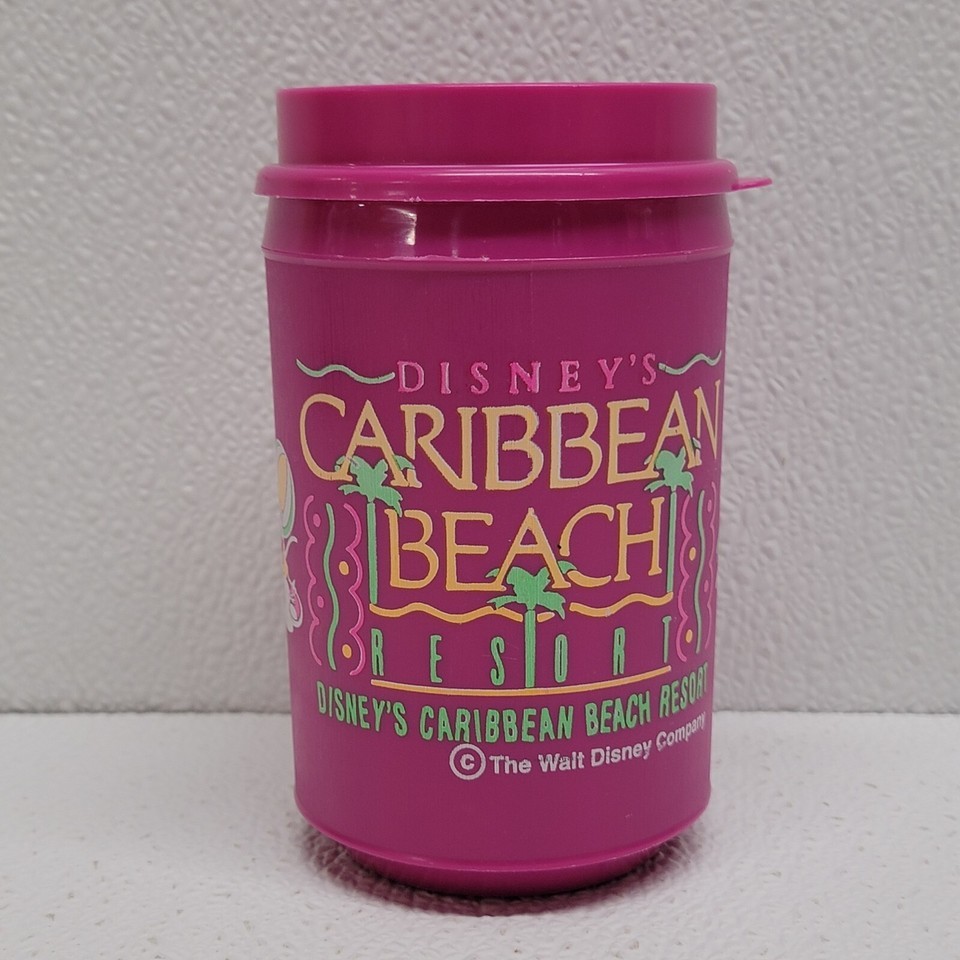 DISNEY'S
CARIBBEAN
BEACH
RESORT
DISNEY'S CARIBBEAN BEACH RESORT
© The Walt Disney Company